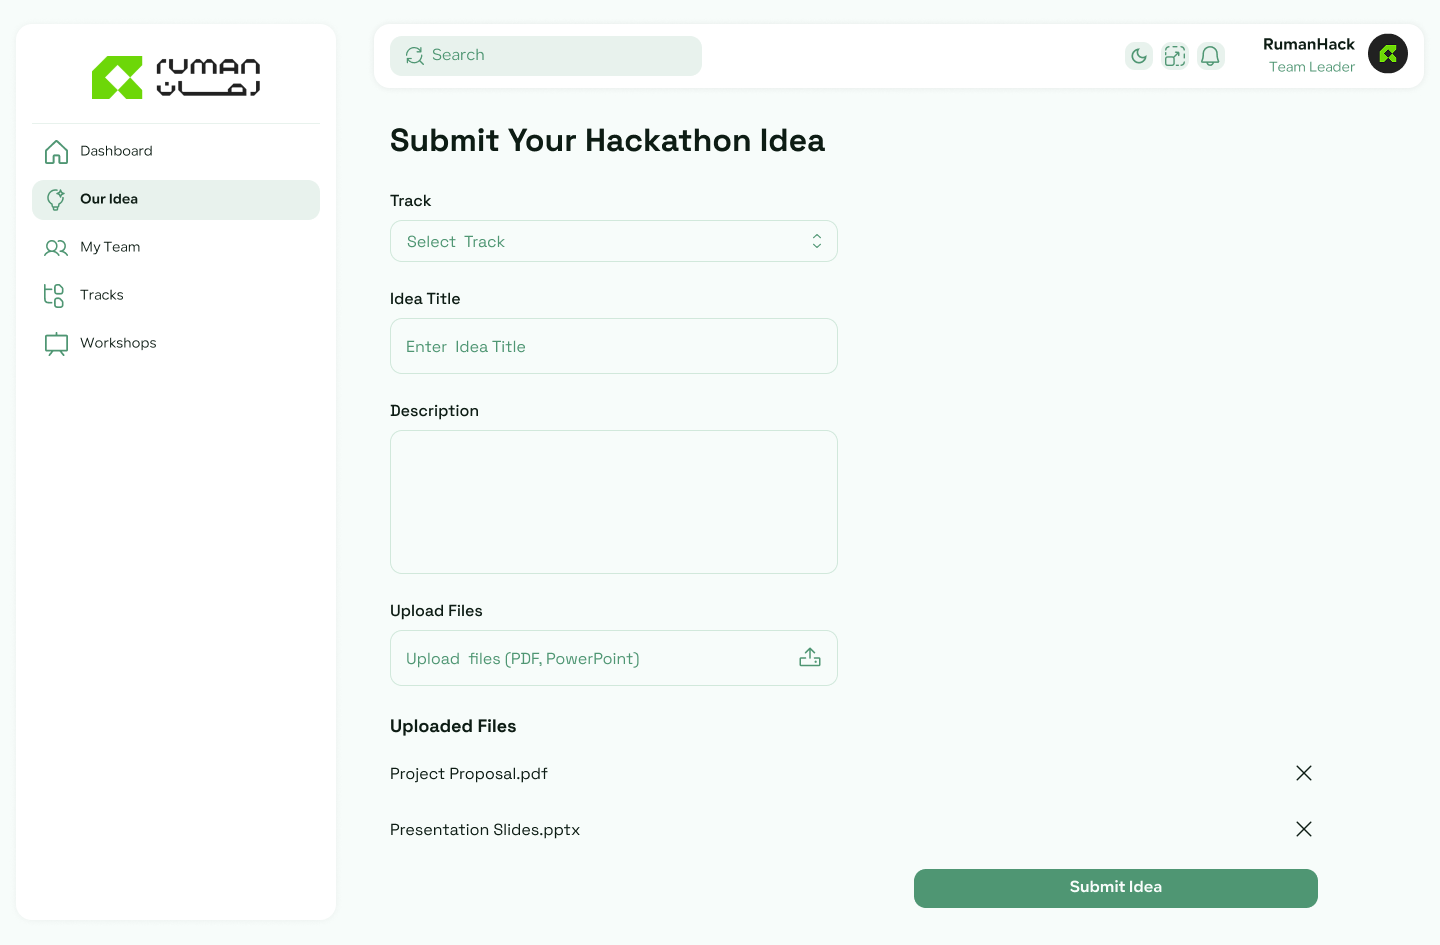 ruman
رمان
Dashboard
Our Idea
My Team
Tracks
Workshops
Search
RumanHack
Team Leader
Submit Your Hackathon Idea
Track
Select Track
Idea Title
Enter Idea Title
Description
Upload Files
Upload files (PDF, PowerPoint)
Uploaded Files
Project Proposal.pdf
Presentation Slides.pptx
Submit Idea